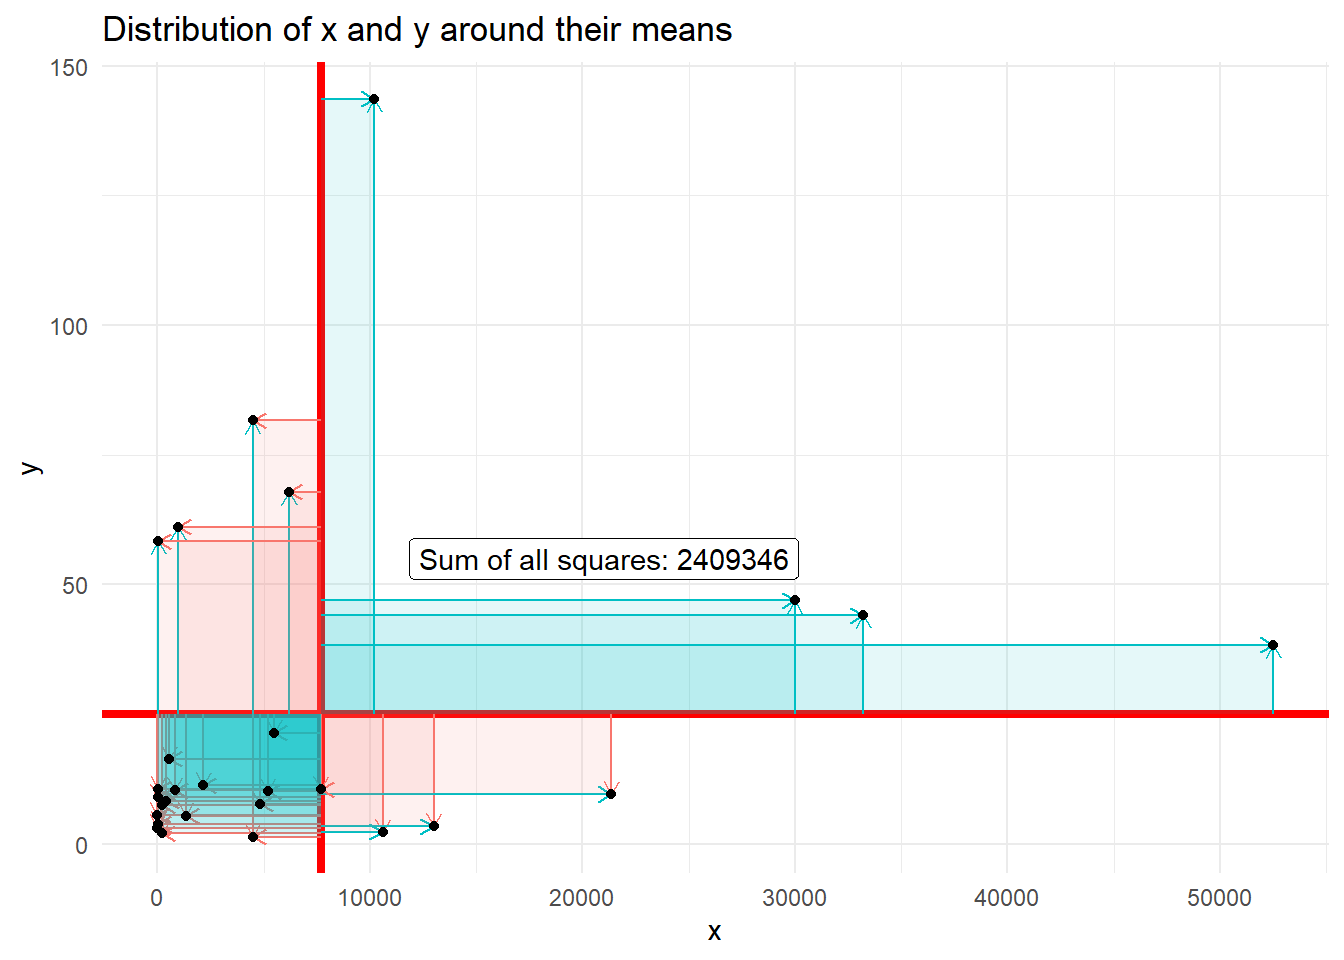 Distribution of x and y around their means
150
100
50
0
y
Sum of all squares: 2409346
0 10000 20000 30000 40000 50000
x